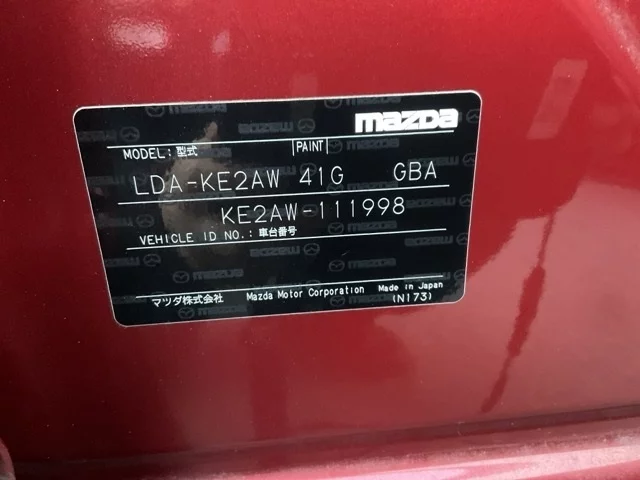 mazda
MODEL: 型式 PAINT
LDA-KE2AW 41G GBA
KE2AW-111998
VEHICLE ID NO.: 車台番号
マツダ株式会社 Mazda Motor Corporation Made in Japan
(N173)